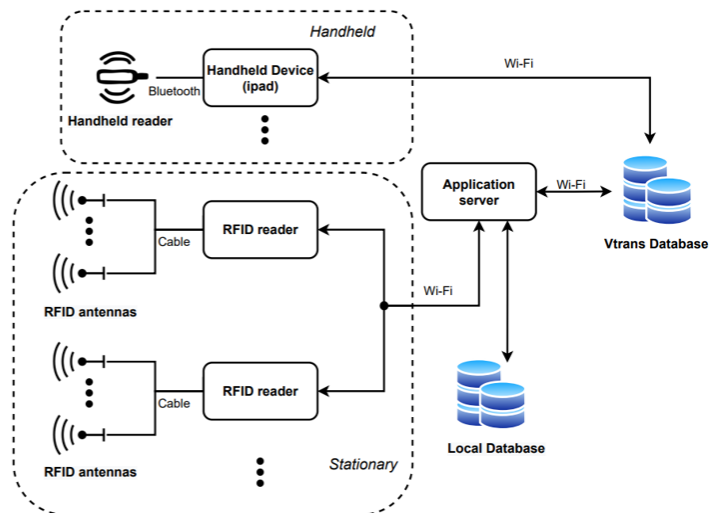 Handheld
Wi-Fi
Handheld Device
(ipad)
Bluetooth
Handheld reader
Application
server
Wi-Fi
Vtrans Database
RFID reader
Cable
RFID antennas
Wi-Fi
RFID reader
Cable
RFID antennas
Local Database
Stationary